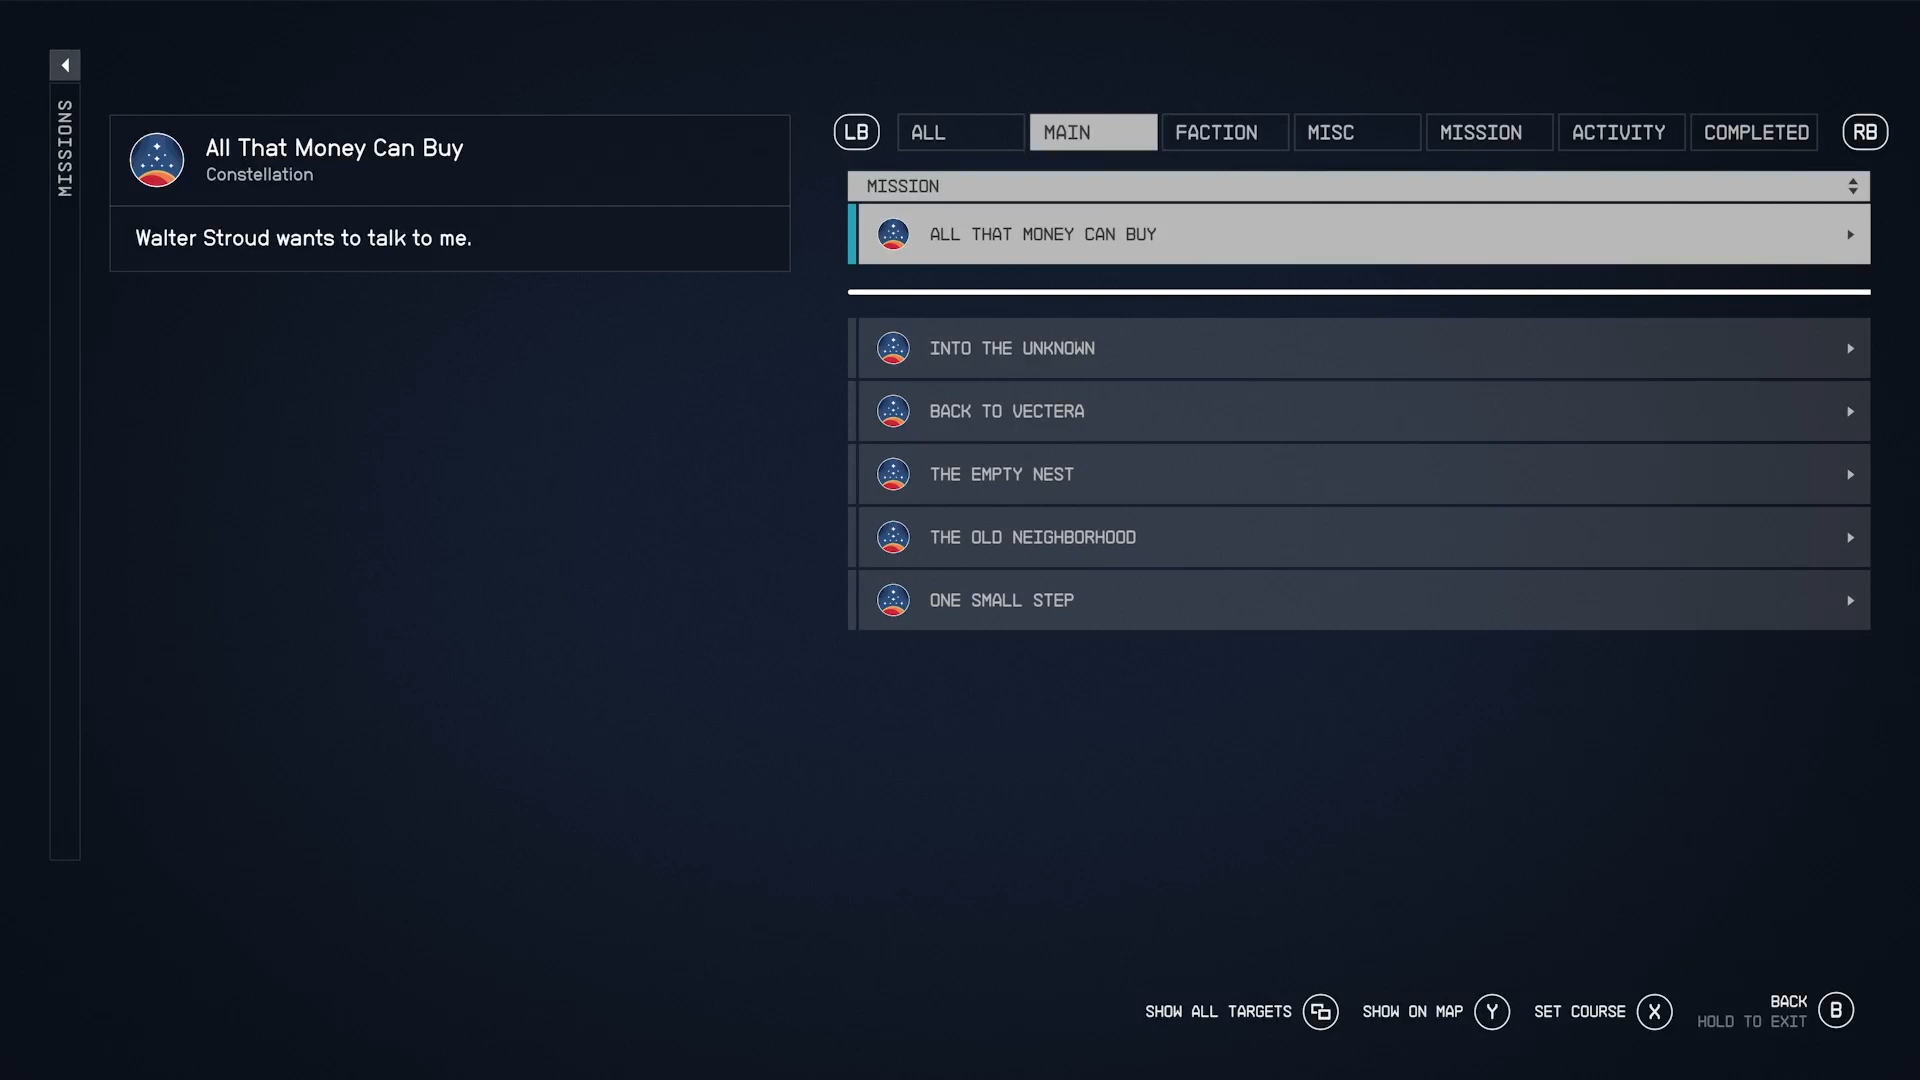 MISSIONS
All That Money Can Buy
Constellation
Walter Stroud wants to talk to me.
LB ALL MAIN FACTION MISC MISSION ACTIVITY COMPLETED RB
MISSION
ALL THAT MONEY CAN BUY
INTO THE UNKNOWN
BACK TO VECTERA
THE EMPTY NEST
THE OLD NEIGHBORHOOD
ONE SMALL STEP
SHOW ALL TARGETS SHOW ON MAP Y SET COURSE X BACK B
HOLD TO EXIT